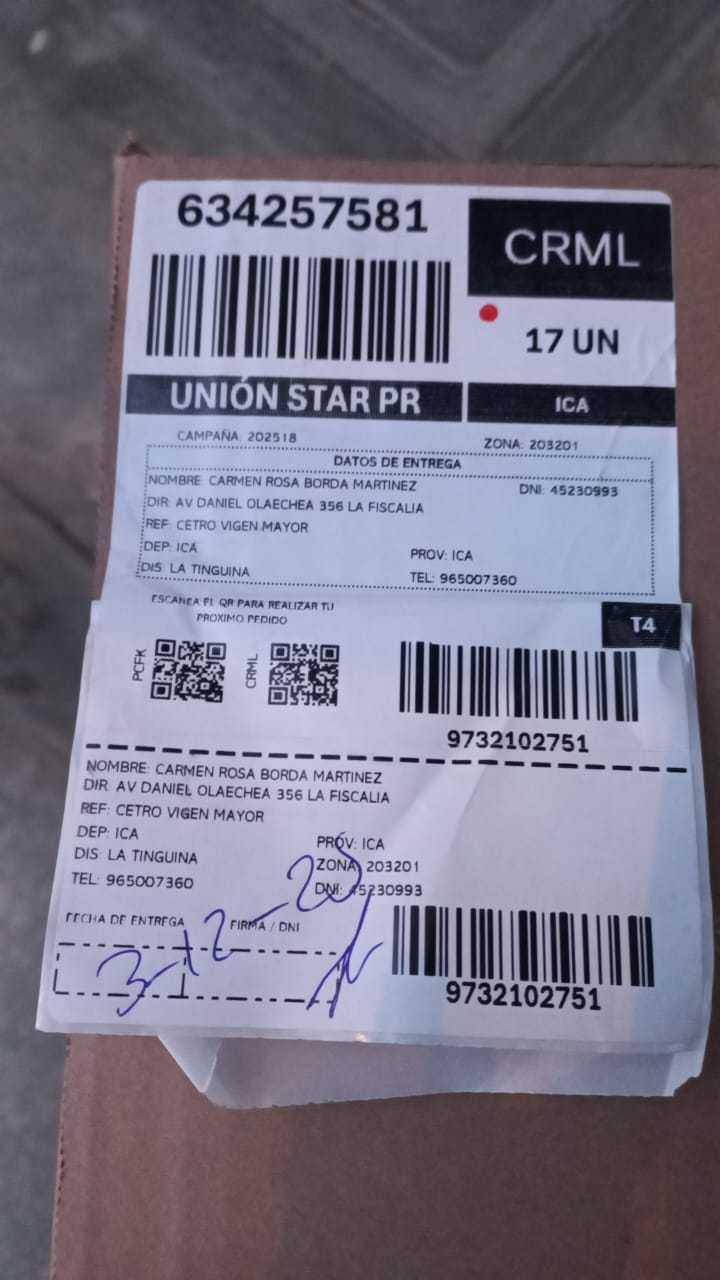 634257581
CRML
17 UN
UNIÓN STAR PR
ICA
CAMPAÑA: 202518
ZONA: 203201
DATOS DE ENTREGA
NOMBRE: CARMEN ROSA BORDA MARTINEZ
DNI: 45230993
DIR: AV DANIEL OLAECHEA 356 LA FISCALIA
REF: CETRO VIGEN MAYOR
DEP: ICA
PROV: ICA
DIS: LA TINGUINA
TEL: 965007360
ESCANEA EL QR PARA REALIZAR TU
PROXIMO PEDIDO
T4
PCFK
CRML
9732102751
NOMBRE: CARMEN ROSA BORDA MARTINEZ
DIR: AV DANIEL OLAECHEA 356 LA FISCALIA
REF: CETRO VIGEN MAYOR
DEP: ICA
PROV: ICA
DIS: LA TINGUINA
ZONA: 203201
TEL: 965007360
DNI: 45230993
FECHA DE ENTREGA
FIRMA / DNI
3-12-25
9732102751